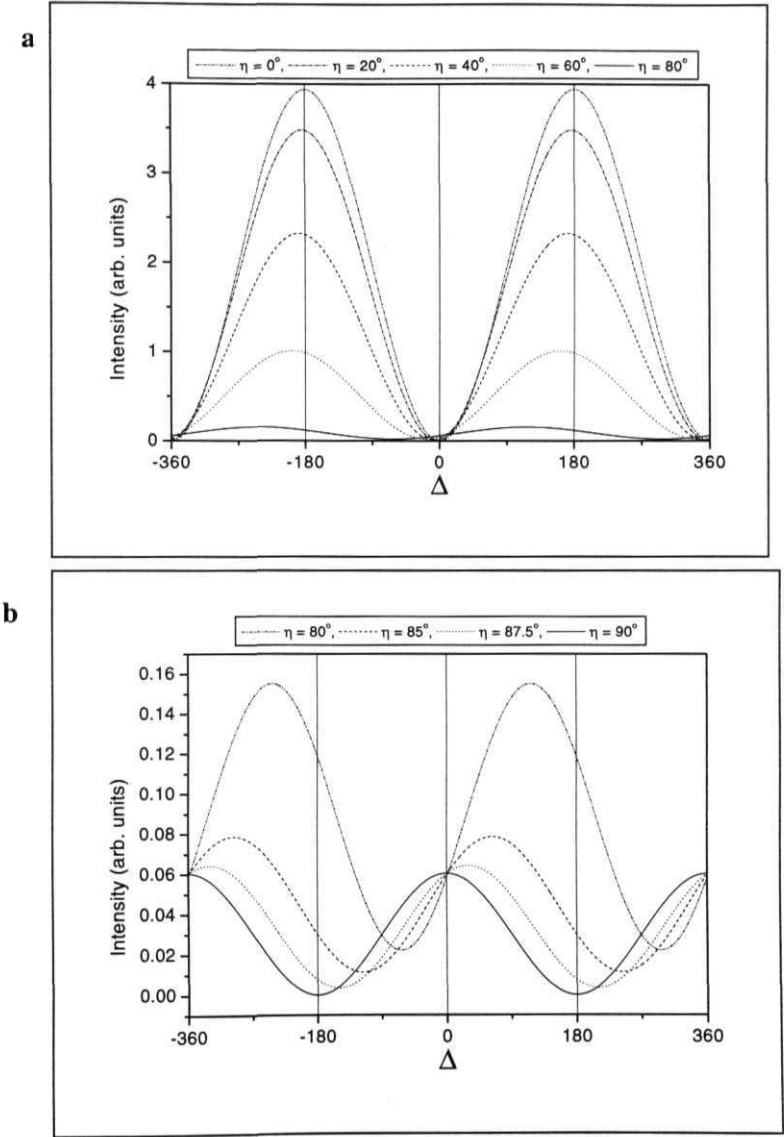 a
η = 0°, η = 20°, η = 40°, η = 60°, η = 80°
4
3
2
1
0
Intensity (arb. units)
-360 -180 0 180 360
Δ
b
η = 80°, η = 85°, η = 87.5°, η = 90°
0.16
0.14
0.12
0.10
0.08
0.06
0.04
0.02
0.00
Intensity (arb. units)
-360 -180 0 180 360
Δ